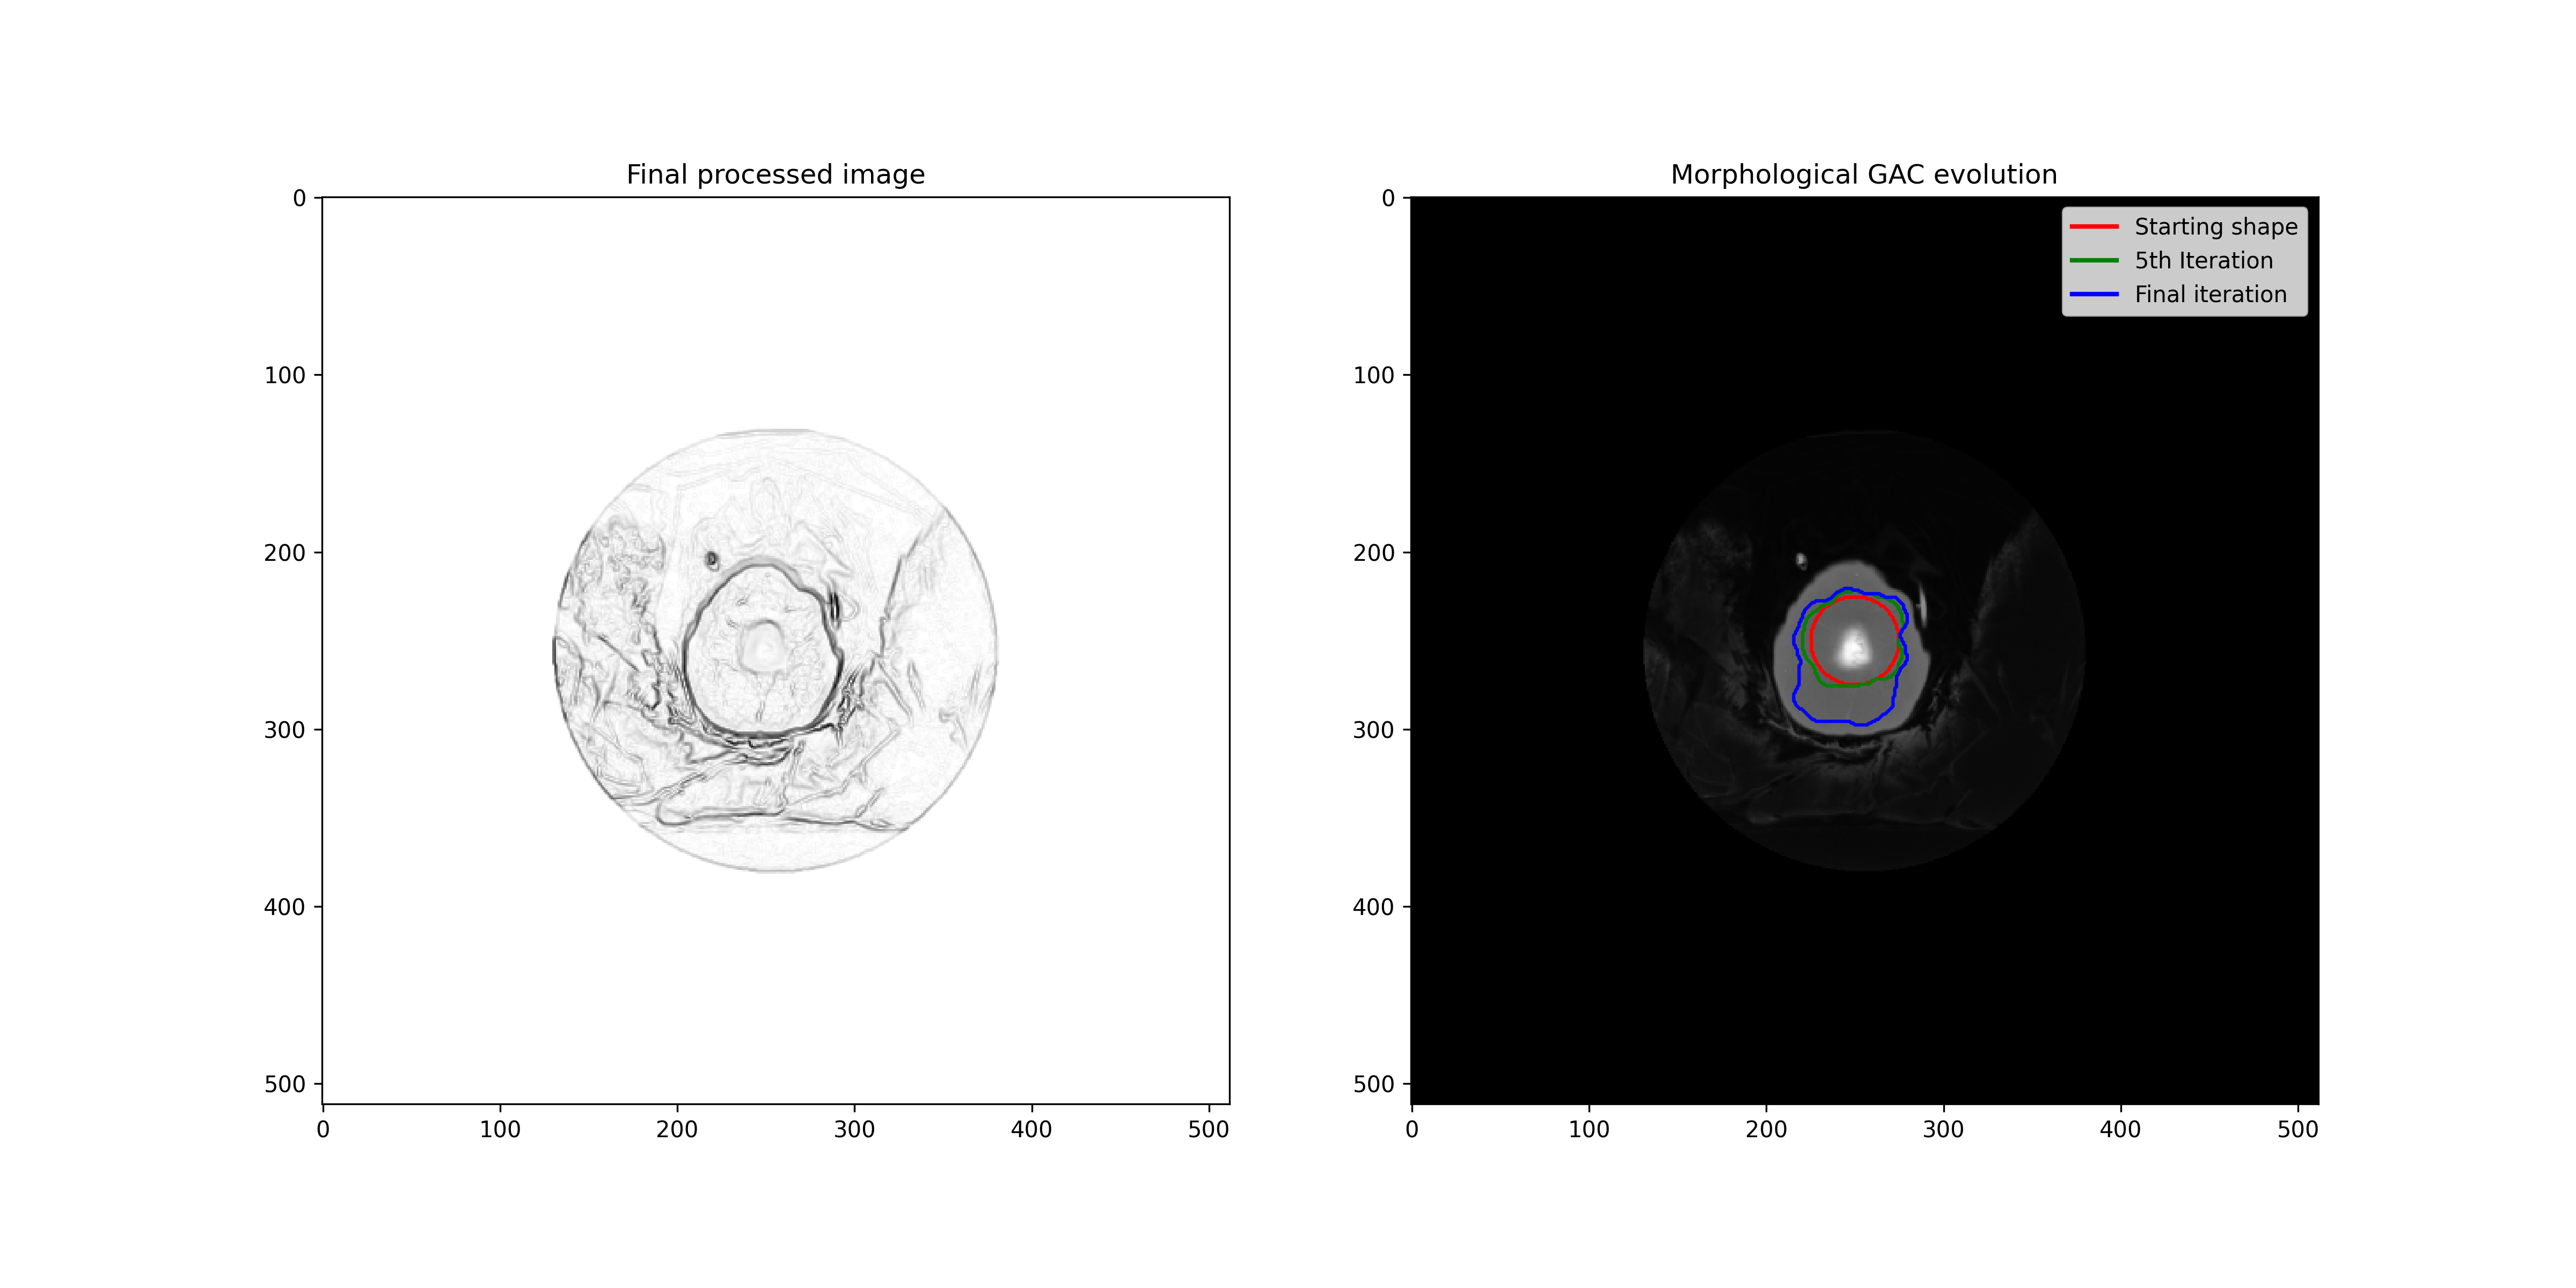 Final processed image
0
100
200
300
400
500
0 100 200 300 400 500
Morphological GAC evolution
Starting shape
5th Iteration
Final iteration
0
100
200
300
400
500
0 100 200 300 400 500